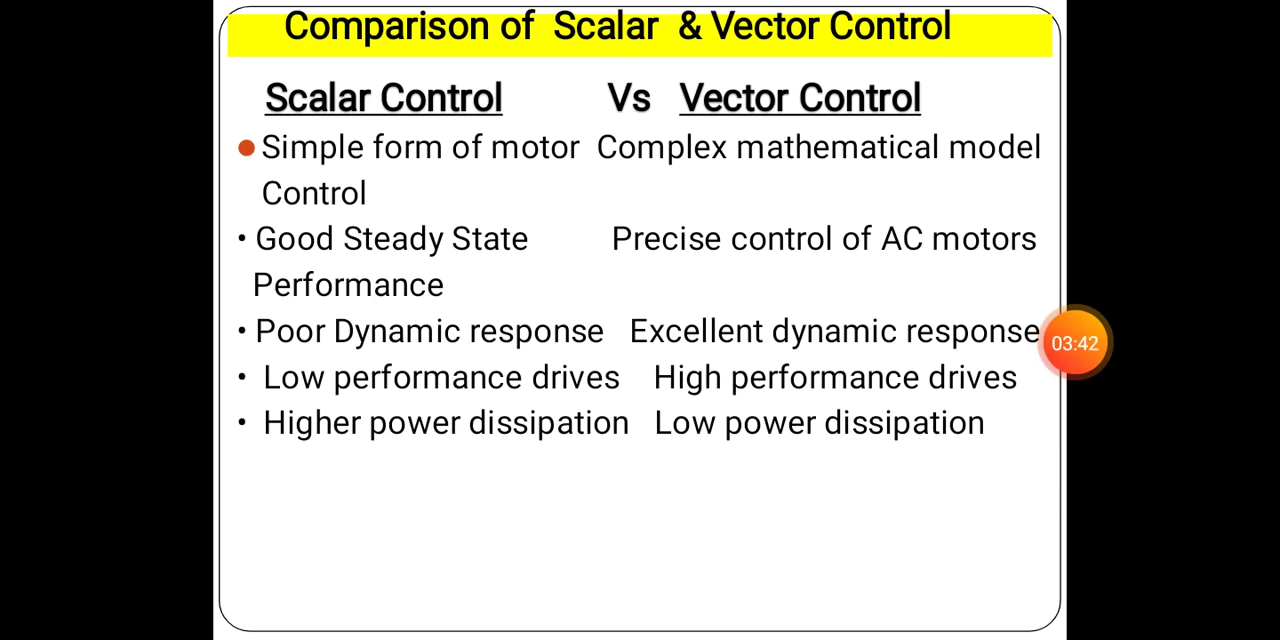 Comparison of Scalar & Vector Control
Scalar Control Vs Vector Control
Simple form of motor Complex mathematical model
Control
• Good Steady State Precise control of AC motors
Performance
• Poor Dynamic response Excellent dynamic response
• Low performance drives High performance drives
• Higher power dissipation Low power dissipation
03:42